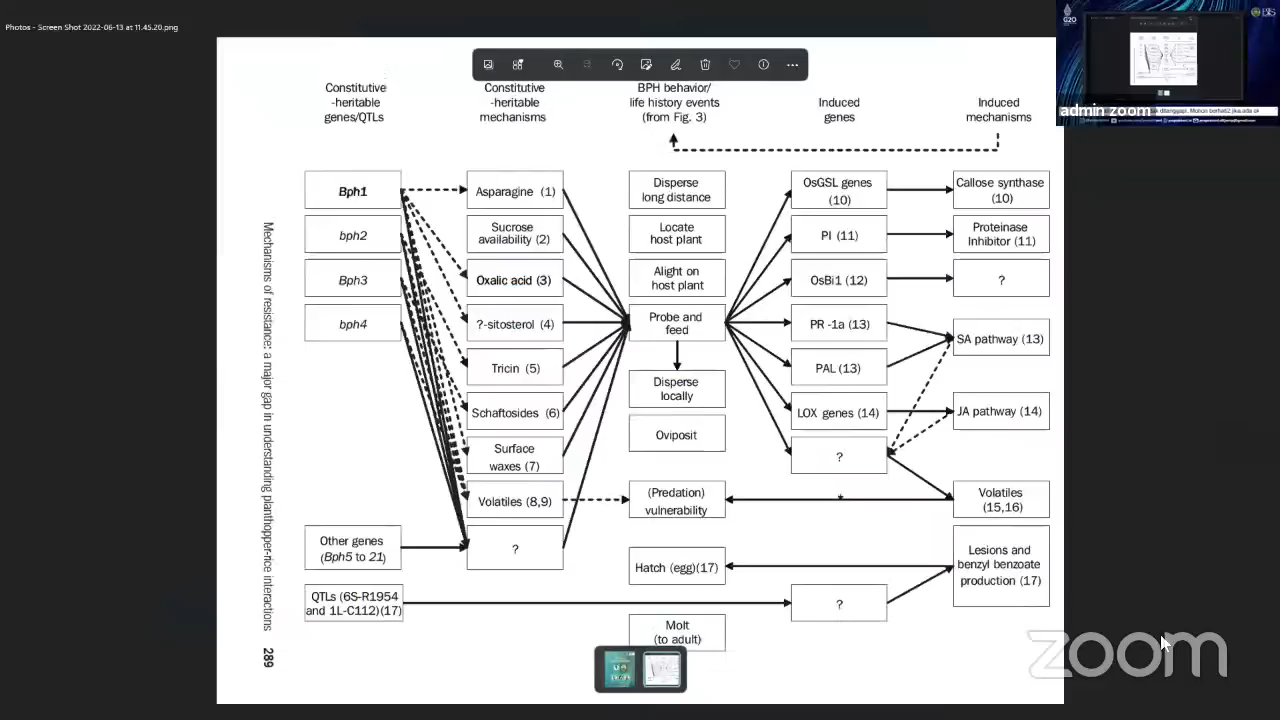 Photos - Screen Shot 2022-06-13 at 11.45.20.png
G20
BIS
admin zoom
Constitutive
-heritable
genes/QTLs
Constitutive
-heritable
mechanisms
BPH behavior/
life history events
(from Fig. 3)
Induced
genes
Induced
mechanisms
Bph1
bph2
Bph3
bph4
Other genes
(Bph5 to 21)
QTLs (6S-R1954
and 1L-C112)(17)
Asparagine (1)
Sucrose
availability (2)
Oxalic acid (3)
?-sitosterol (4)
Tricin (5)
Schaftosides (6)
Surface
waxes (7)
Volatiles (8,9)
?
Disperse
long distance
Locate
host plant
Alight on
host plant
Probe and
feed
Disperse
locally
Oviposit
(Predation)
vulnerability
Hatch (egg)(17)
Molt
(to adult)
OsGSL genes
(10)
PI (11)
OsBi1 (12)
PR -1a (13)
PAL (13)
LOX genes (14)
?
*
?
Callose synthase
(10)
Proteinase
Inhibitor (11)
?
SA pathway (13)
JA pathway (14)
Volatiles
(15,16)
Lesions and
benzyl benzoate
production (17)
Mechanisms of resistance: a major gap in understanding planthopper-rice interactions
289
zoom